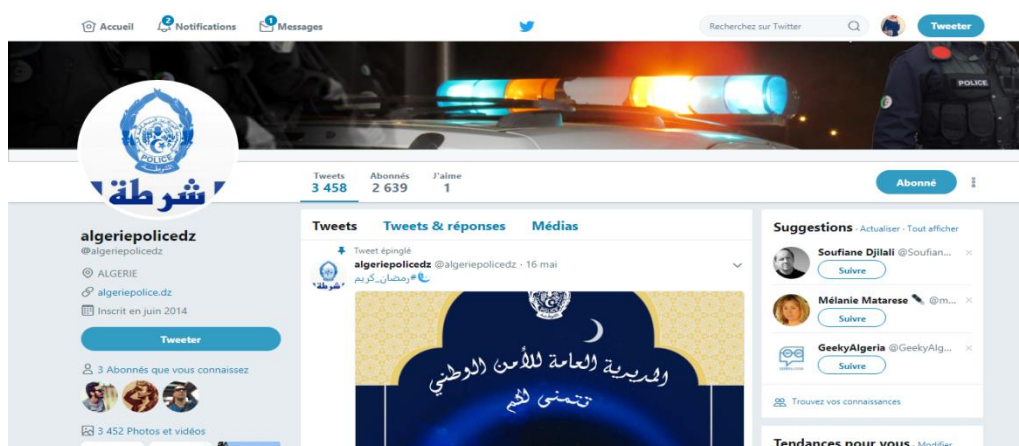 Accueil
2
Notifications
1
Messages
Recherchez sur Twitter
Tweeter
POLICE
POLICE
شرطة
Tweets
3 458
Abonnés
2 639
J'aime
1
Abonné
algeriepolicedz
@algeriepolicedz
ALGERIE
algeriepolice.dz
Inscrit en juin 2014
Tweeter
3 Abonnés que vous connaissez
3 452 Photos et vidéos
Tweets Tweets & réponses Médias
Tweet épinglé
algeriepolicedz @algeriepolicedz · 16 mai
#رمضان_كريم
شرطة
المديرية العامة للأمن الوطني
تتمنى لكم
Suggestions · Actualiser · Tout afficher
Soufiane Djilali @Soufian...
Suivre
Mélanie Matarese @m...
Suivre
GeekyAlgeria @GeekyAlg...
Suivre
Trouvez vos connaissances
Tendances pour vous · Modifier